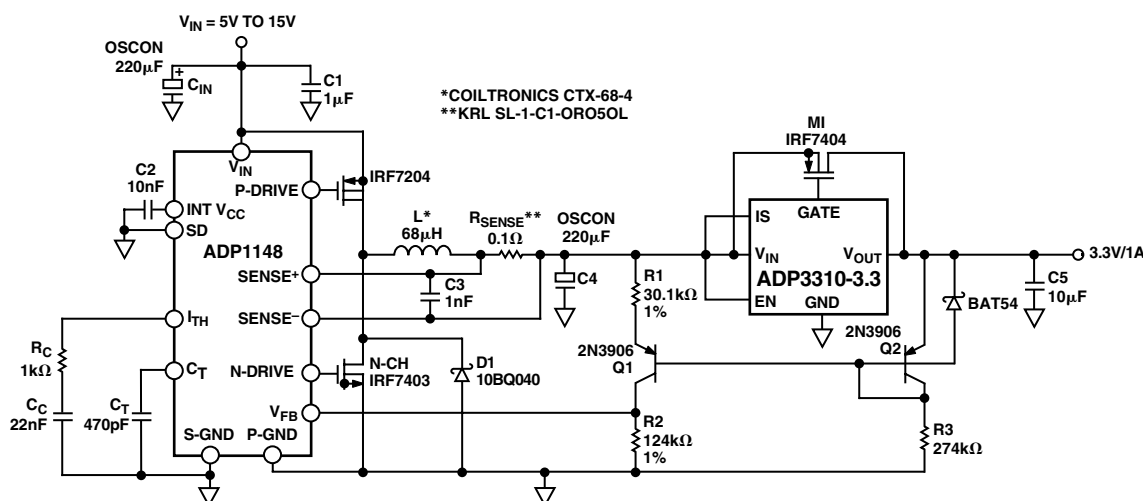 V_IN = 5V TO 15V
OSCON
220μF
+
C_IN
C1
1μF
*COILTRONICS CTX-68-4
**KRL SL-1-C1-ORO5OL
MI
IRF7404
V_IN
C2
10nF
INT V_CC
SD
P-DRIVE
IRF7204
ADP1148
L*
68μH
R_SENSE**
0.1Ω
OSCON
220μF
C4
IS
GATE
V_IN
V_OUT
ADP3310-3.3
EN
GND
3.3V/1A
SENSE+
C3
1nF
SENSE–
R1
30.1kΩ
1%
C5
10μF
BAT54
I_TH
R_C
1kΩ
2N3906
Q1
2N3906
Q2
N-DRIVE
N-CH
IRF7403
D1
10BQ040
C_T
C_C
22nF
C_T
470pF
V_FB
S-GND
P-GND
R2
124kΩ
1%
R3
274kΩ